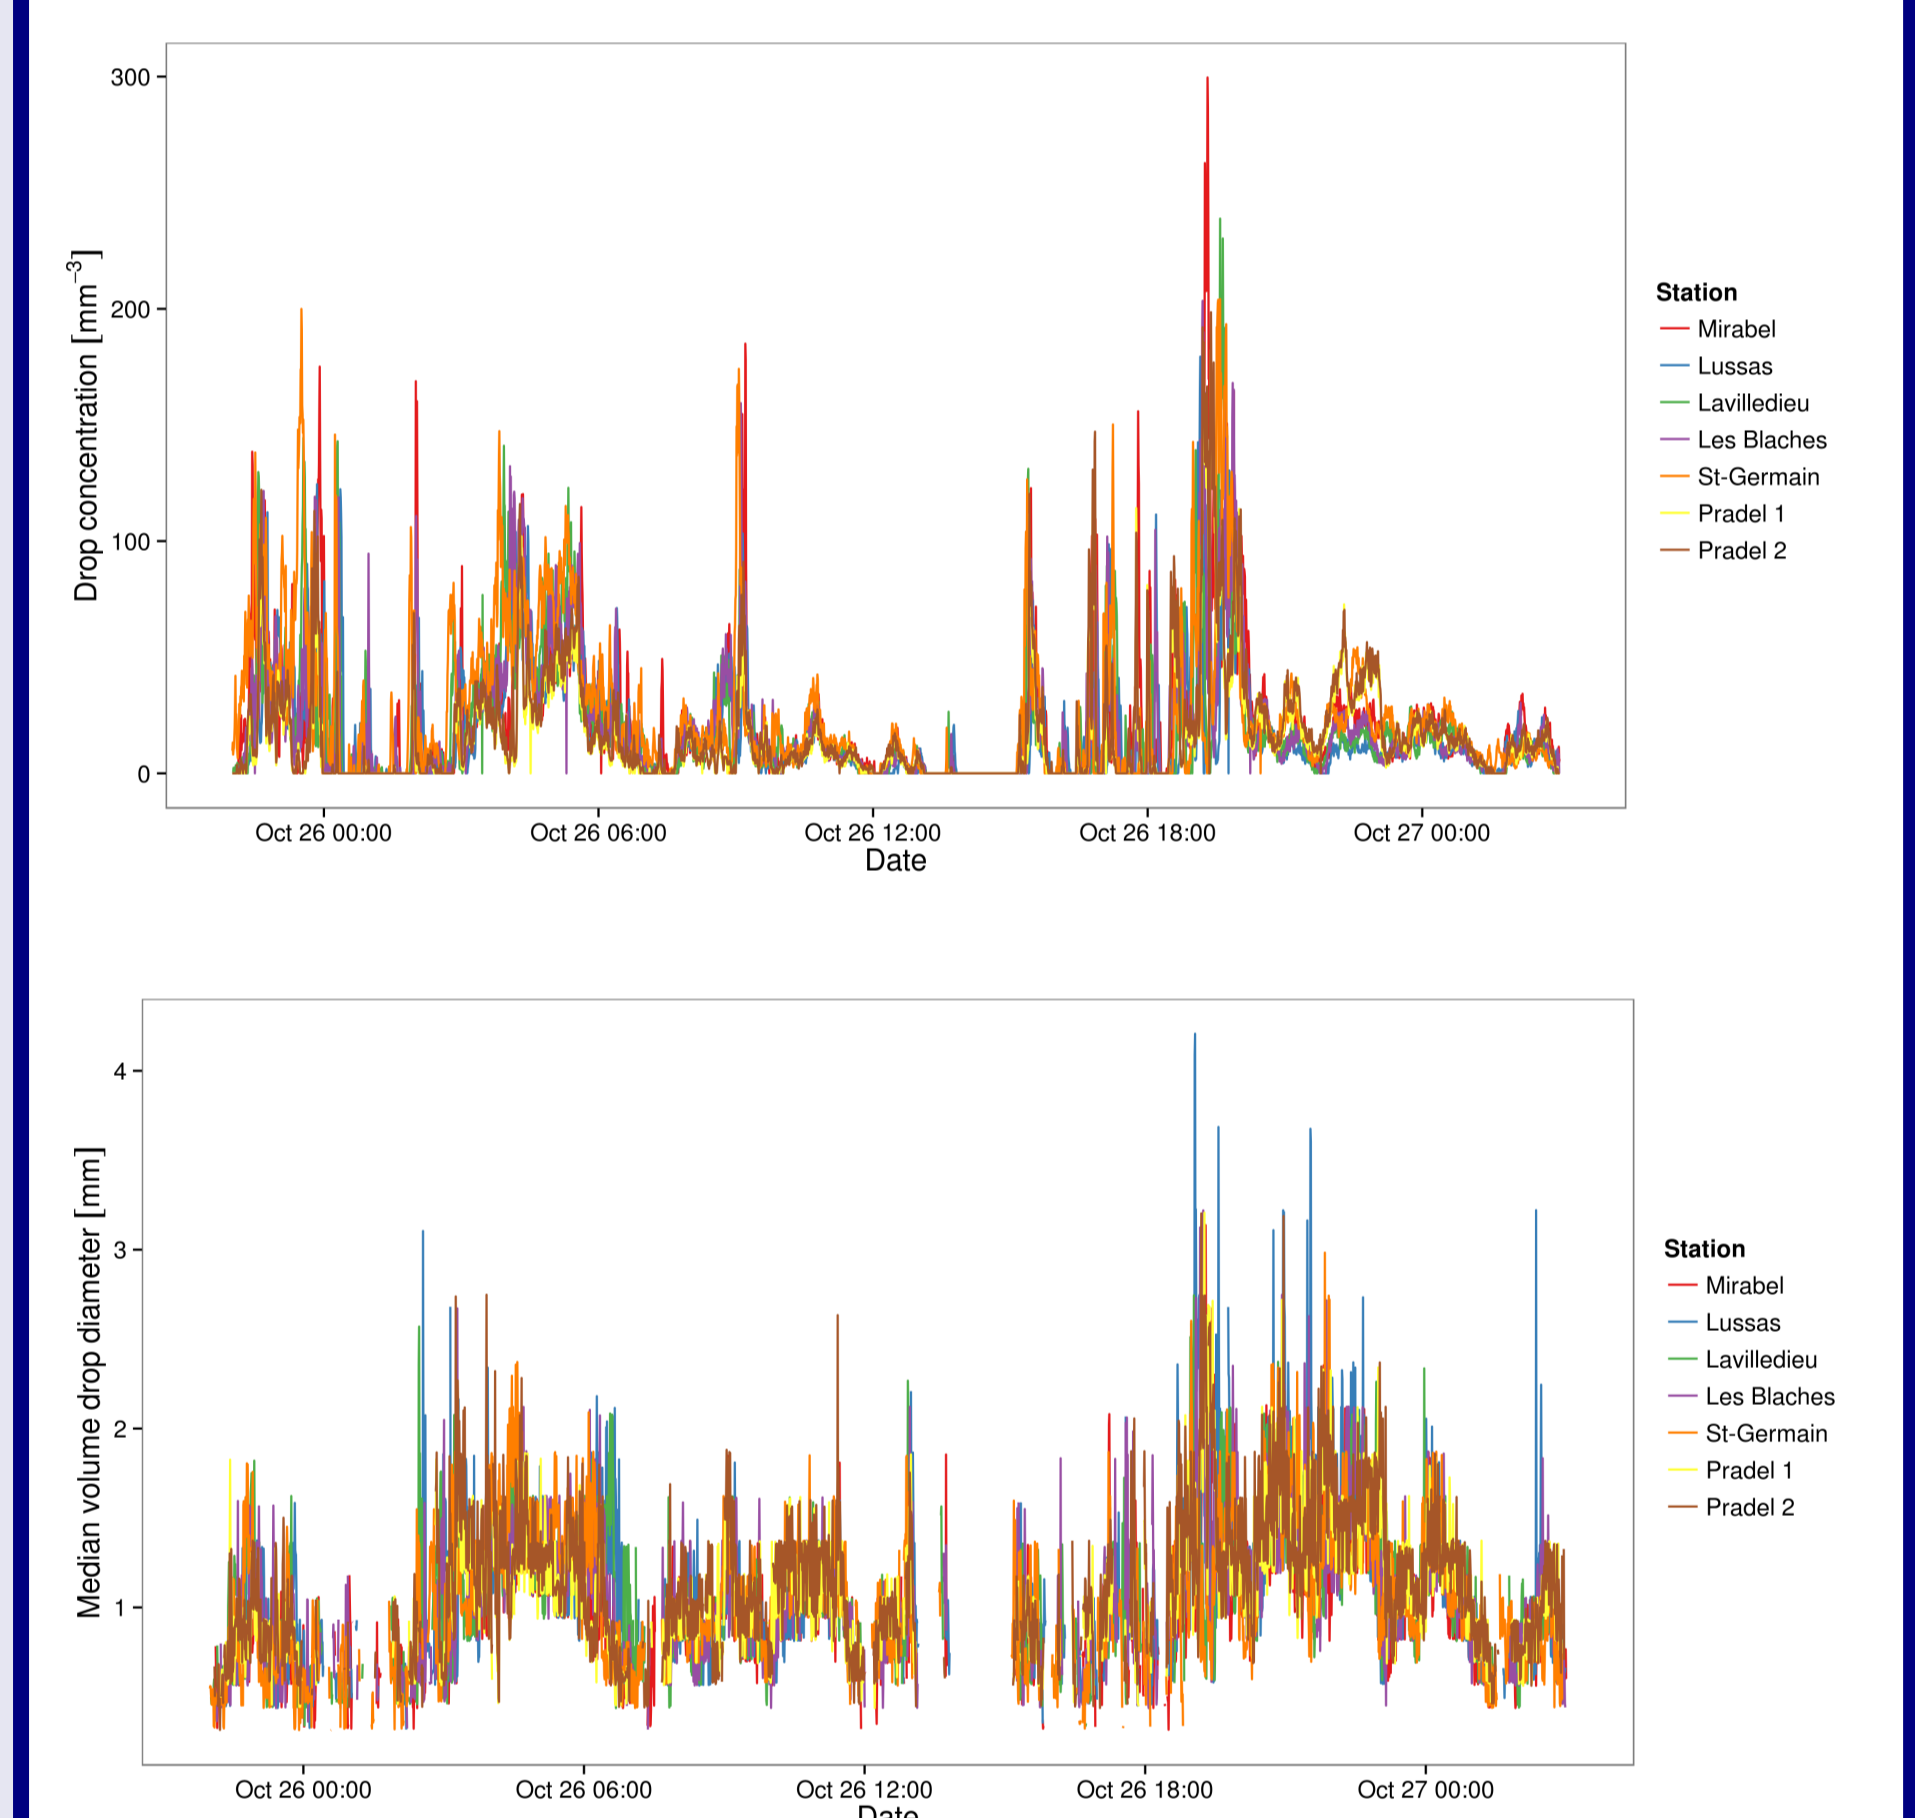 300
200
100
0
Drop concentration [mm⁻³]
Oct 26 00:00 Oct 26 06:00 Oct 26 12:00 Oct 26 18:00 Oct 27 00:00
Date
Station
Mirabel
Lussas
Lavilledieu
Les Blaches
St-Germain
Pradel 1
Pradel 2
4
3
2
1
Median volume drop diameter [mm]
Oct 26 00:00 Oct 26 06:00 Oct 26 12:00 Oct 26 18:00 Oct 27 00:00
Date
Station
Mirabel
Lussas
Lavilledieu
Les Blaches
St-Germain
Pradel 1
Pradel 2